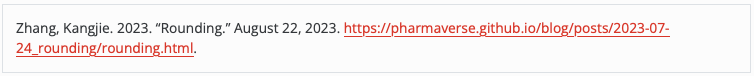 Zhang, Kangjie. 2023. “Rounding.” August 22, 2023. https://pharmaverse.github.io/blog/posts/2023-07-
24_rounding/rounding.html.